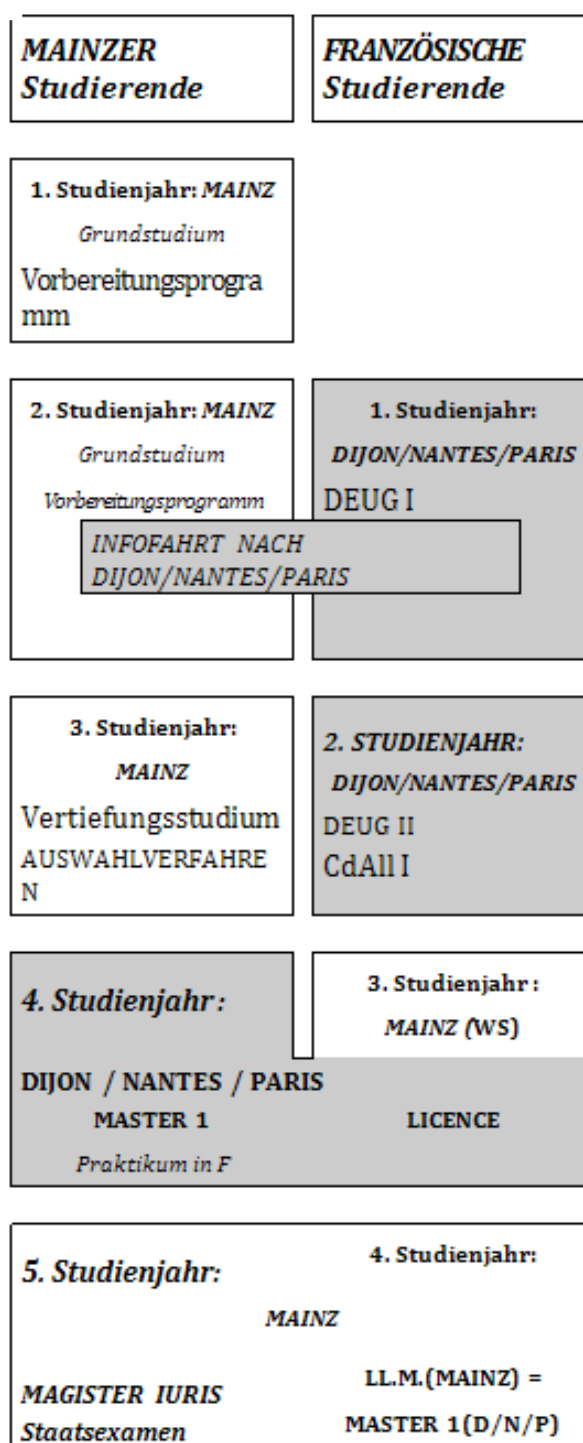 MAINZER
Studierende
FRANZÖSISCHE
Studierende
1. Studienjahr: MAINZ
Grundstudium
Vorbereitungsprogra
mm
2. Studienjahr: MAINZ
Grundstudium
Vorbereitungsprogramm
1. Studienjahr:
DIJON/NANTES/PARIS
DEUG I
INFOFAHRT NACH
DIJON/NANTES/PARIS
3. Studienjahr:
MAINZ
Vertiefungsstudium
AUSWAHLVERFAHRE
N
2. STUDIENJAHR:
DIJON/NANTES/PARIS
DEUG II
CdAll I
4. Studienjahr :
3. Studienjahr :
MAINZ (WS)
DIJON / NANTES / PARIS
MASTER 1 LICENCE
Praktikum in F
5. Studienjahr:
4. Studienjahr:
MAINZ
MAGISTER IURIS
Staatsexamen
LL.M.(MAINZ) =
MASTER 1(D/N/P)